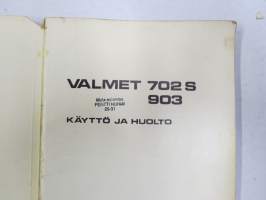 VALMET 702 S
903
KÄYTTÖ JA HUOLTO